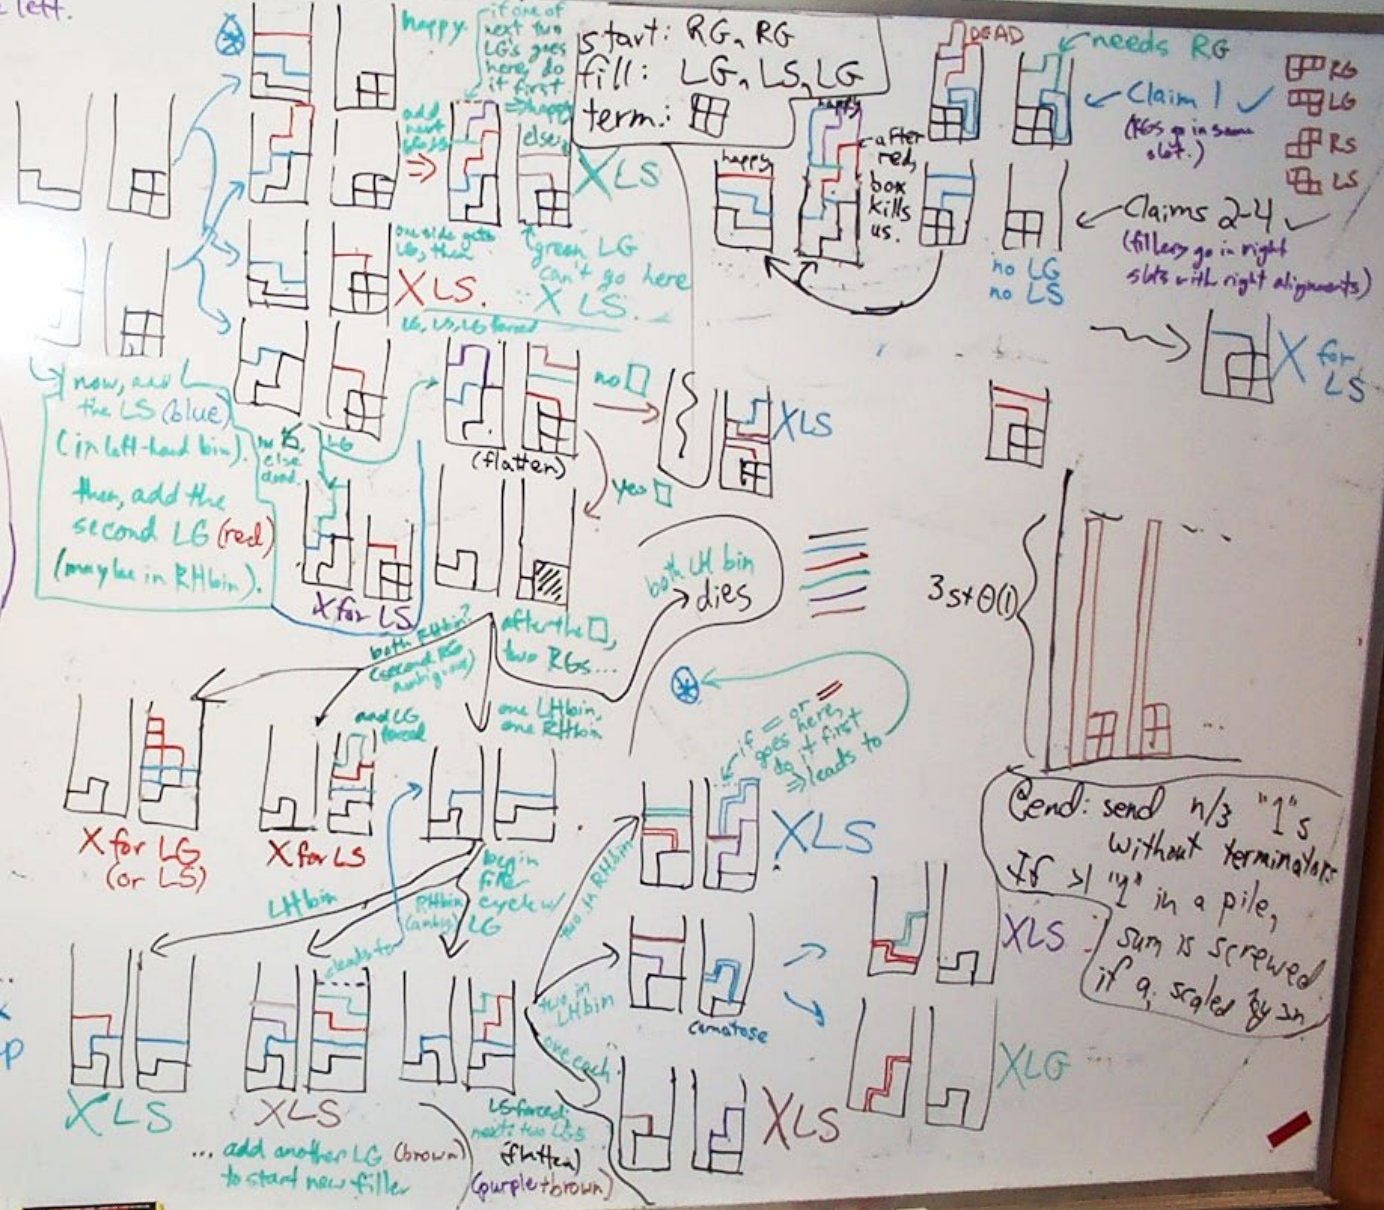 left.
happy
if one of
next two
LG's goes
here, do
it first
⇒happy
start: RG, RG
fill: LG, LS, LG
term.:
DEAD
needs RG
RG
LG
RS
LS
Claim 1 ✓
(RGs go in same
slot.)
Claims 2-4 ✓
(fillers go in right
slots with right alignments)
add
next
else:
XLS
happy
happy
after
red,
box
kills
us.
no LG
no LS
one side gets
LG, then
XLS.
green LG
can't go here
XLS.
LG, LS, LG forced
X for
LS
now, add
the LS (blue)
(in left-hand bin).
then, add the
second LG (red)
(maybe in RH bin).
else
dead.
LG
X for LS
(flatten)
no □
XLS
yes □
both LH bin
dies
after the □,
two RGs...
both RH bin?
(second RG
ambiguous)
one LH bin,
one RH bin
and LG
forced
X for LG
(or LS)
X for LS
if = or =
goes here,
do it first
⇒ leads to
3s+Θ(1)
@end: send n/3 "1"s
without terminators
If >1 "1" in a pile,
sum is screwed
if aᵢ scaled by 3n
begin
filler
cycle w/
LG
LH bin
RH bin
(ambig)
leads to
two in RH bin
XLS
two in
LH bin
comatose
one each
XLS
XLG
XLS
XLS
XLS
... add another LG (brown)
to start new filler
LS forced;
next: two LGs
(flatten)
(purple+brown)